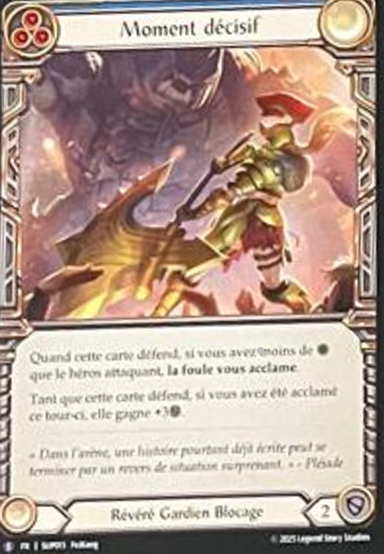 Moment décisif
Quand cette carte défend, si vous avez moins de
que le héros attaquant, la foule vous acclame.
Tant que cette carte défend, si vous avez été acclamé
ce tour-ci, elle gagne +3
« Dans l'arène, une histoire pourtant déjà écrite peut se
terminer par un revers de situation surprenant. » - Pléiade
Révéré Gardien Blocage
2
FR | SUP013
© 2025 Legend Story Studios